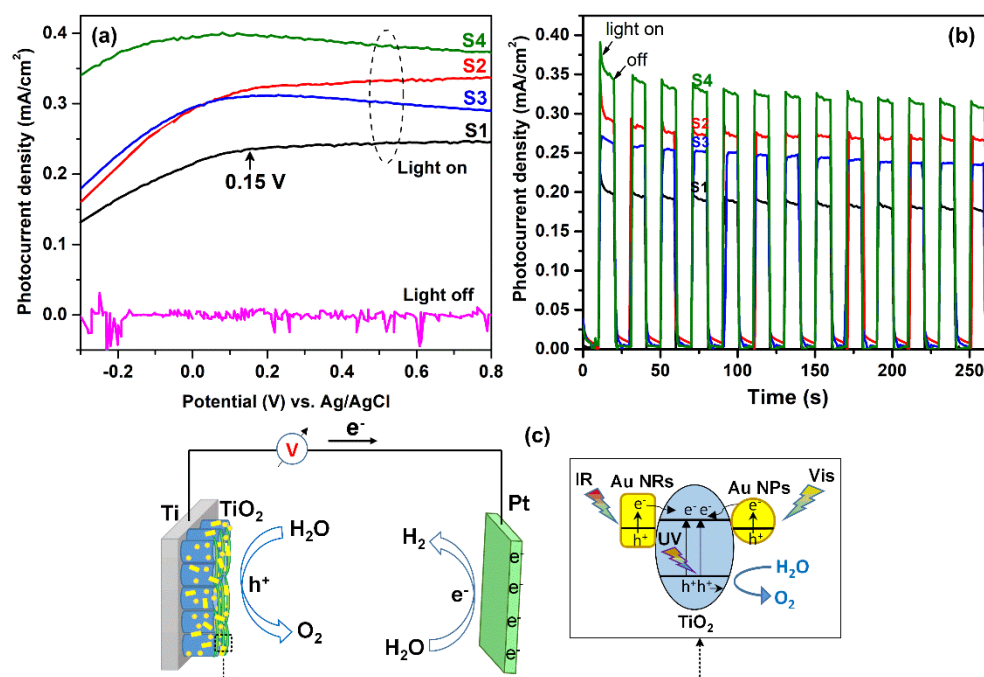 (a)
S4
S2
S3
S1
Light on
0.15 V
Light off
0.4
0.3
0.2
0.1
0.0
-0.2
0.0
0.2
0.4
0.6
0.8
Photocurrent density (mA/cm²)
Potential (V) vs. Ag/AgCl
(b)
light on
off
S4
S2
S3
S1
0.40
0.35
0.30
0.25
0.20
0.15
0.10
0.05
0.00
0
50
100
150
200
250
Photocurrent density (mA/cm²)
Time (s)
(c)
e⁻
V
Ti
TiO₂
H₂O
h⁺
O₂
Pt
H₂
e⁻
H₂O
e⁻
e⁻
e⁻
e⁻
IR
Au NRs
Au NPs
Vis
e⁻
e⁻ e⁻
e⁻
h⁺
UV
h⁺
h⁺h⁺
H₂O
O₂
TiO₂